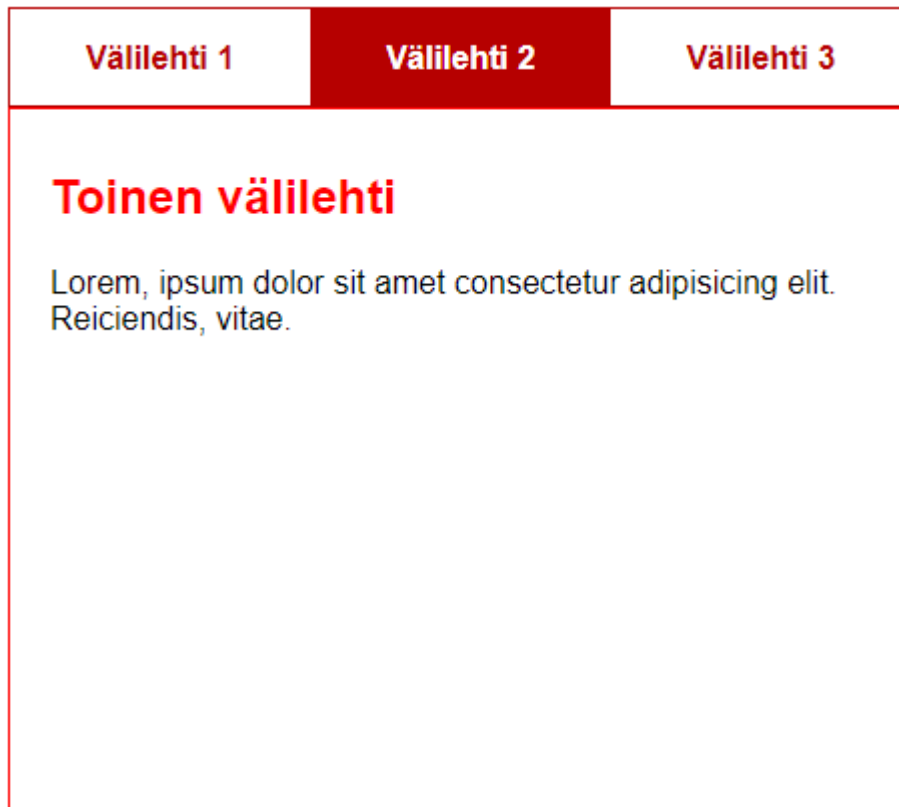 Välilehti 1 Välilehti 2 Välilehti 3
Toinen välilehti
Lorem, ipsum dolor sit amet consectetur adipisicing elit.
Reiciendis, vitae.